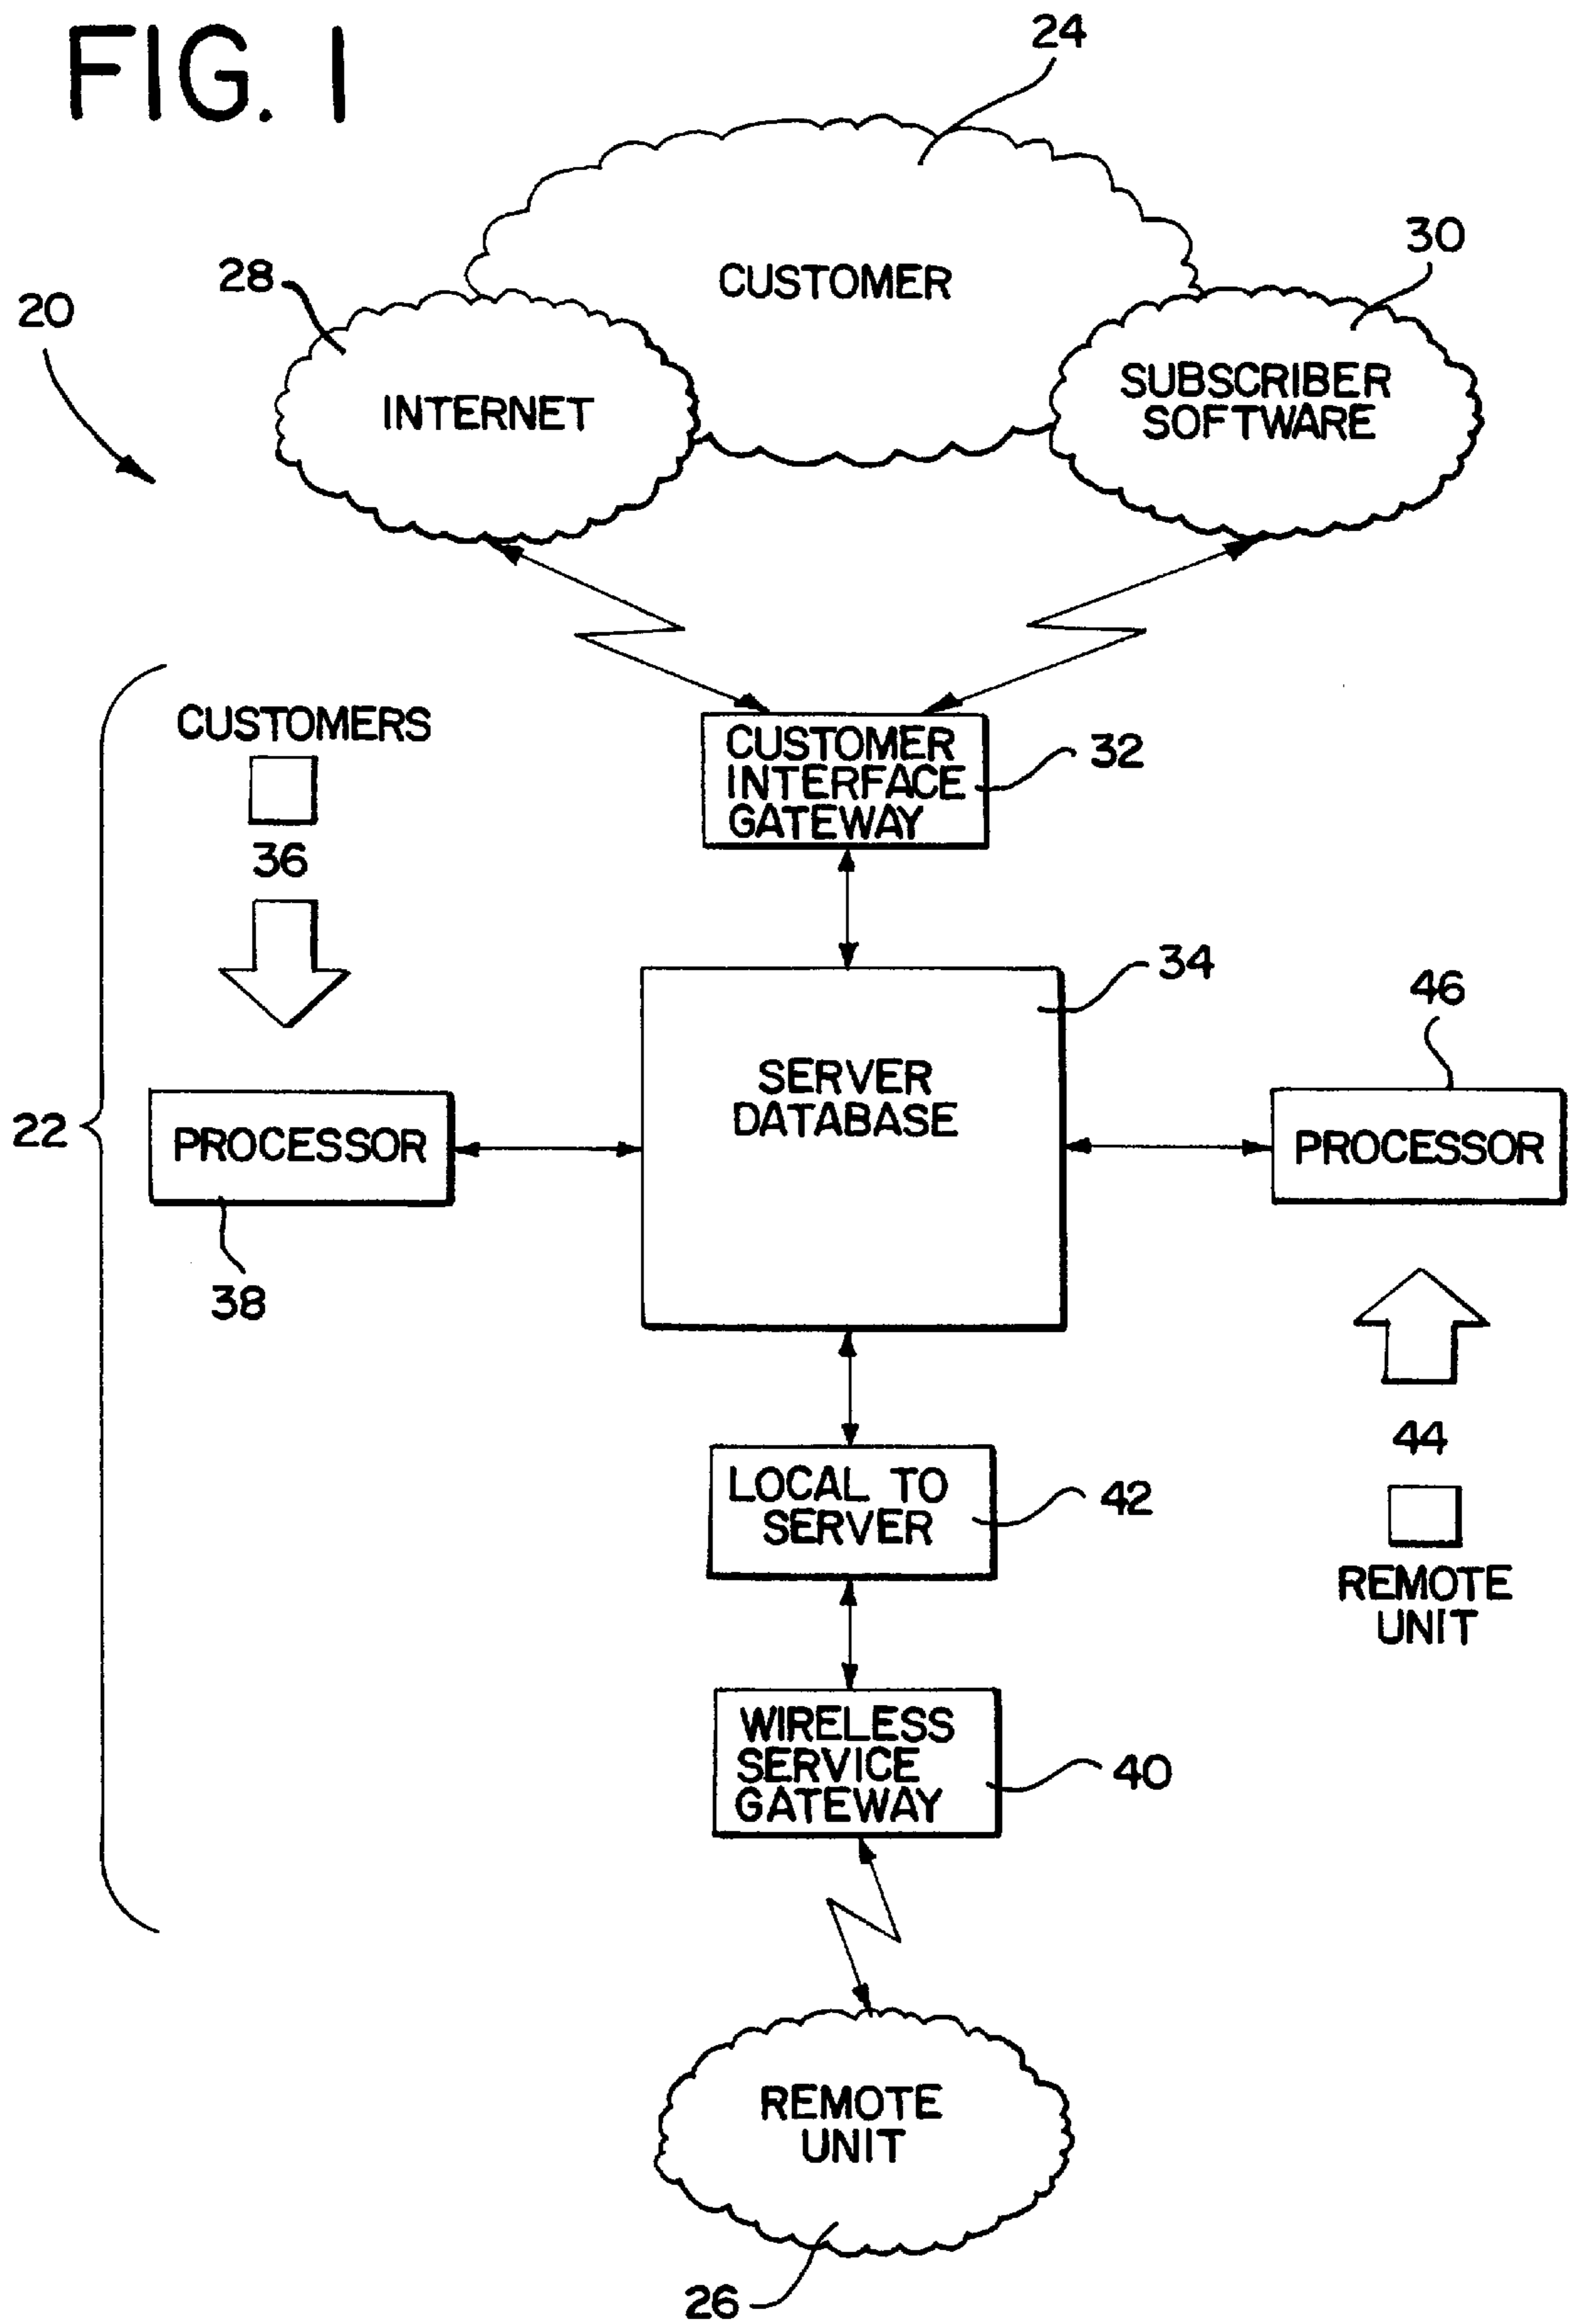 FIG. 1
24
CUSTOMER
30
28
20
INTERNET
SUBSCRIBER
SOFTWARE
CUSTOMERS
CUSTOMER
INTERFACE
GATEWAY
32
36
34
46
SERVER
DATABASE
22
PROCESSOR
PROCESSOR
38
44
LOCAL TO
SERVER
42
REMOTE
UNIT
WIRELESS
SERVICE
GATEWAY
40
REMOTE
UNIT
26